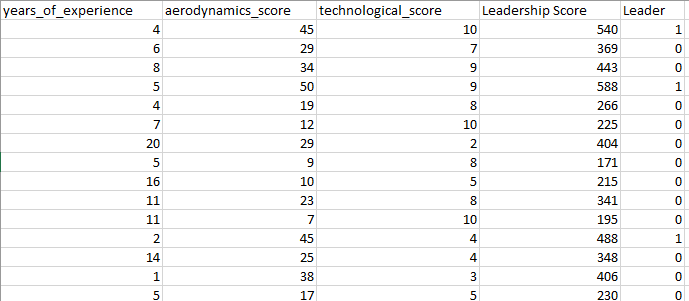 years_of_experience aerodynamics_score technological_score Leadership Score Leader
4 45 10 540 1
6 29 7 369 0
8 34 9 443 0
5 50 9 588 1
4 19 8 266 0
7 12 10 225 0
20 29 2 404 0
5 9 8 171 0
16 10 5 215 0
11 23 8 341 0
11 7 10 195 0
2 45 4 488 1
14 25 4 348 0
1 38 3 406 0
5 17 5 230 0